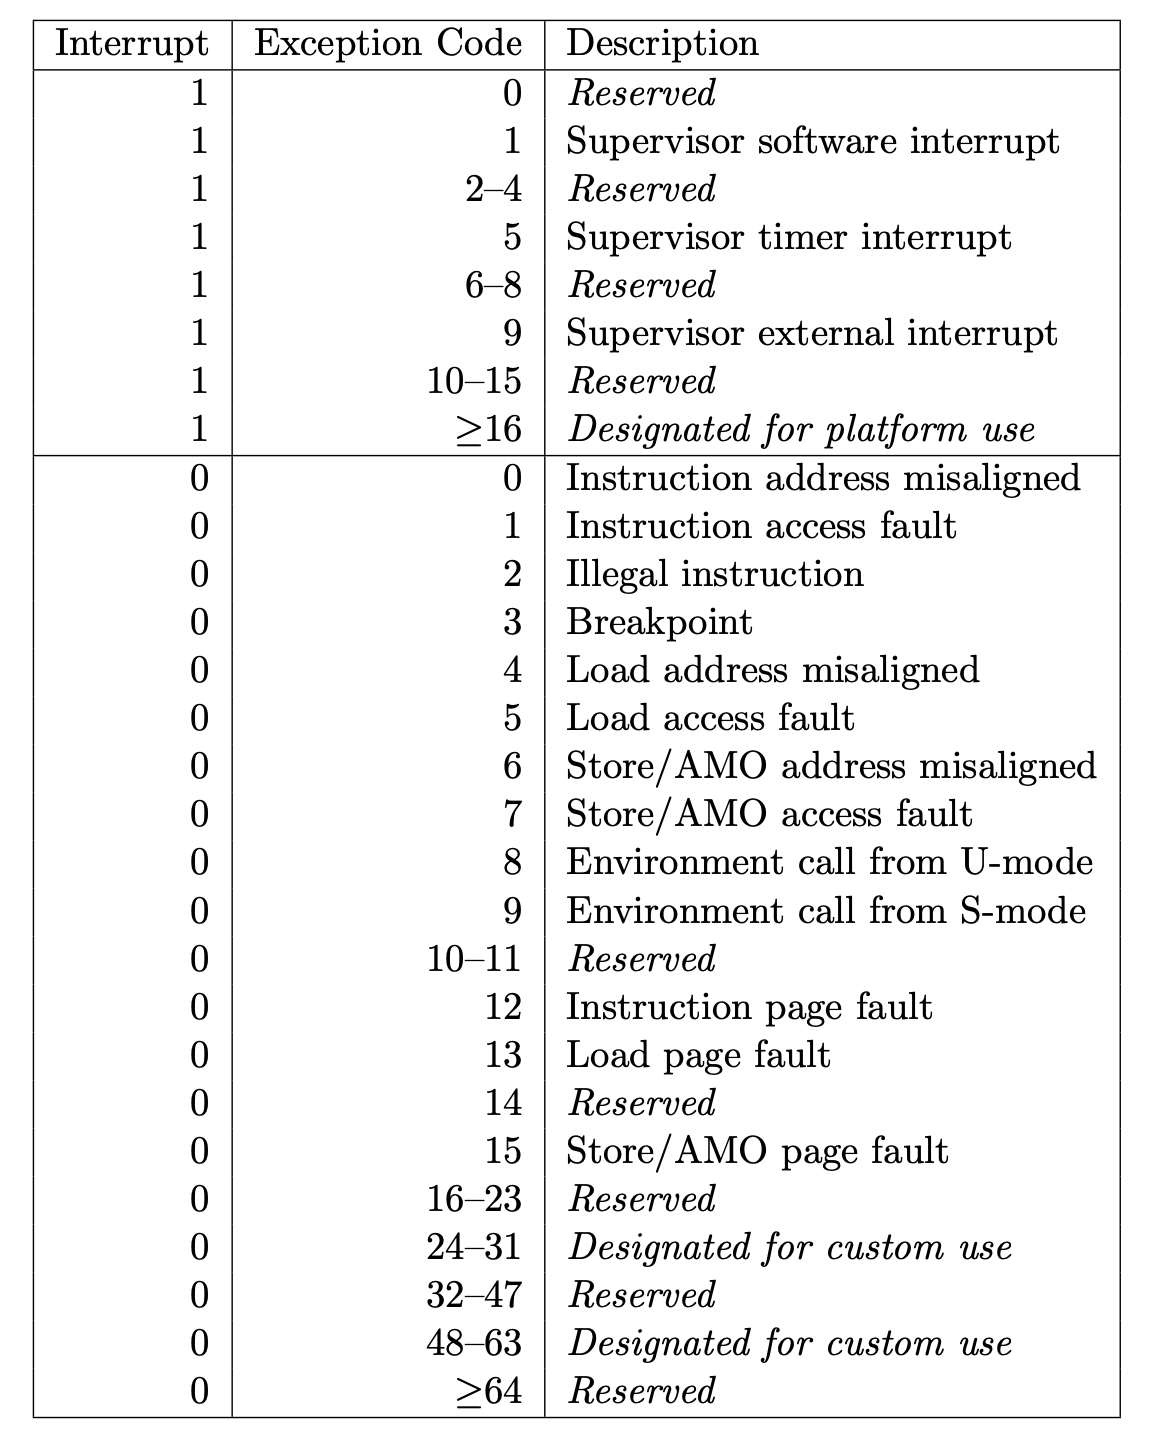 Interrupt Exception Code Description
1 0 Reserved
1 1 Supervisor software interrupt
1 2–4 Reserved
1 5 Supervisor timer interrupt
1 6–8 Reserved
1 9 Supervisor external interrupt
1 10–15 Reserved
1 ≥16 Designated for platform use
0 0 Instruction address misaligned
0 1 Instruction access fault
0 2 Illegal instruction
0 3 Breakpoint
0 4 Load address misaligned
0 5 Load access fault
0 6 Store/AMO address misaligned
0 7 Store/AMO access fault
0 8 Environment call from U-mode
0 9 Environment call from S-mode
0 10–11 Reserved
0 12 Instruction page fault
0 13 Load page fault
0 14 Reserved
0 15 Store/AMO page fault
0 16–23 Reserved
0 24–31 Designated for custom use
0 32–47 Reserved
0 48–63 Designated for custom use
0 ≥64 Reserved